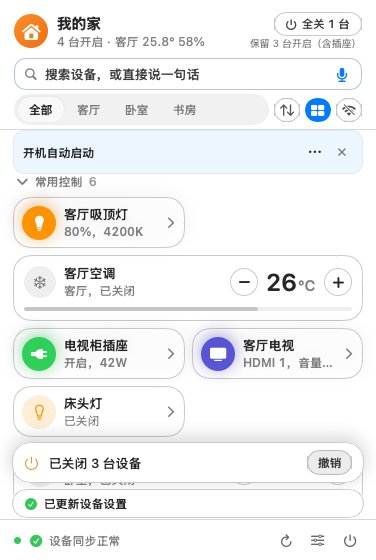 我的家
4 台开启 · 客厅 25.8° 58%
全关 1 台
保留 3 台开启（含插座）
搜索设备，或直接说一句话
全部 客厅 卧室 书房
开机自动启动
常用控制 6
客厅吸顶灯
80%，4200K
客厅空调
客厅，已关闭
26°C
电视柜插座
开启，42W
客厅电视
HDMI 1，音量...
床头灯
已关闭
已关闭 3 台设备
撤销
已更新设备设置
设备同步正常